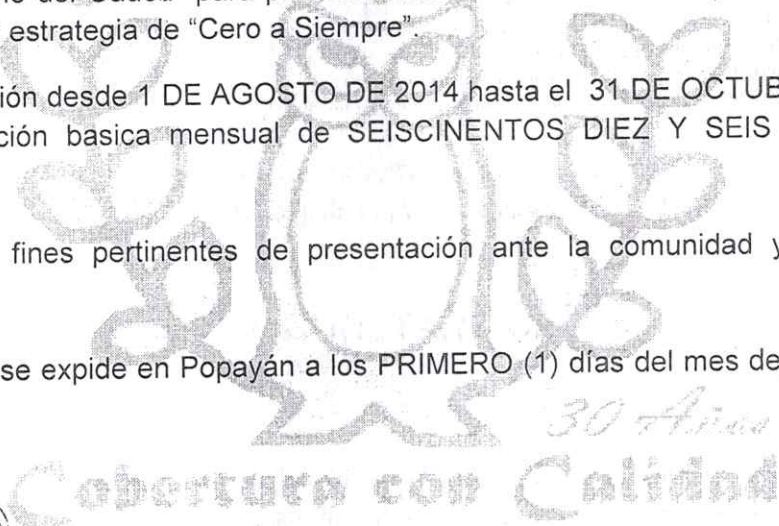 estrategia de “Cero a Siempre”.
ión desde 1 DE AGOSTO DE 2014 hasta el 31 DE OCTUB
ción basica mensual de SEISCINENTOS DIEZ Y SEIS
fines pertinentes de presentación ante la comunidad y
se expide en Popayán a los PRIMERO (1) días del mes de
30 Años
Cobertura con Calidad